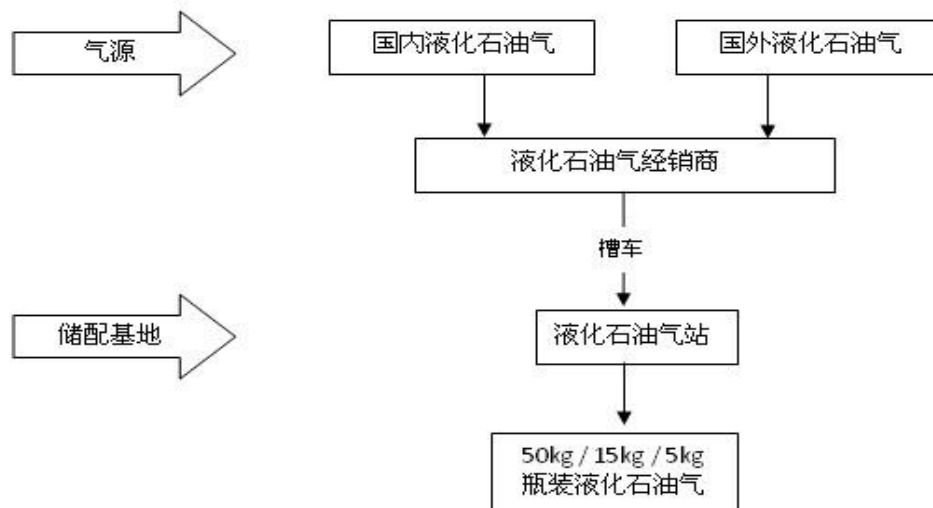 气源
国内液化石油气
国外液化石油气
液化石油气经销商
槽车
储配基地
液化石油气站
50kg / 15kg / 5kg
瓶装液化石油气